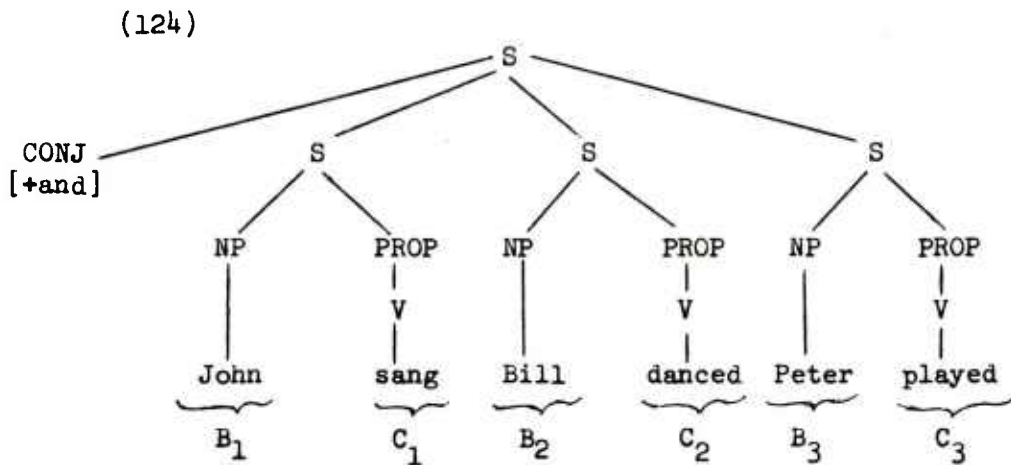 (124)
S
CONJ S S S
[+and]
NP PROP NP PROP NP PROP
V V V
John sang Bill danced Peter played
B1 C1 B2 C2 B3 C3